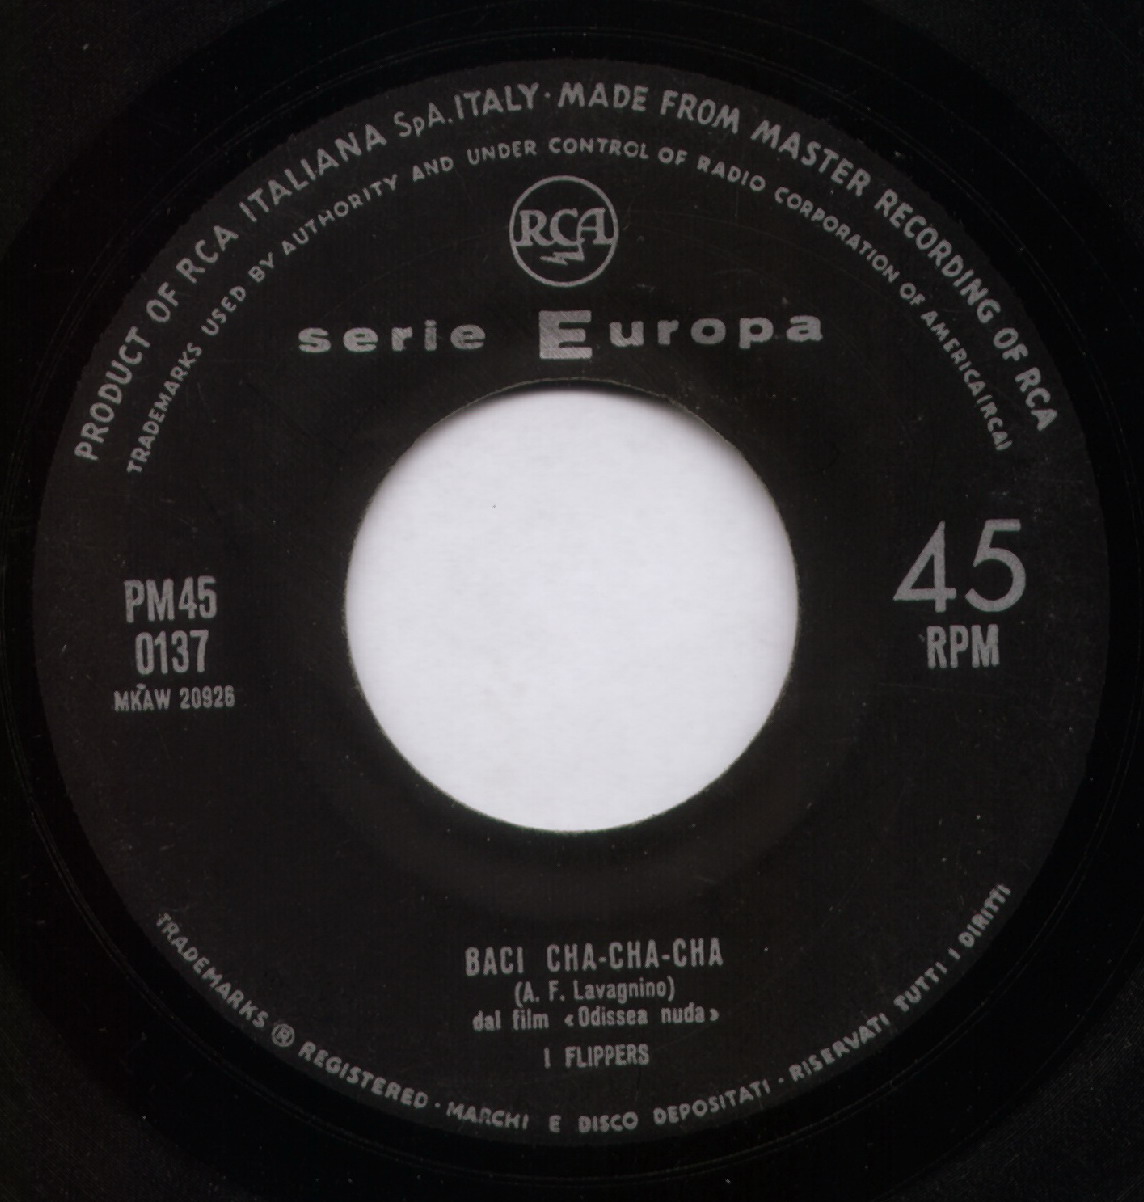 PRODUCT OF RCA ITALIANA SpA. ITALY · MADE FROM MASTER RECORDING OF RCA
TRADEMARKS USED BY AUTHORITY AND UNDER CONTROL OF RADIO CORPORATION OF AMERICA (RCA)
RCA
serie Europa
PM45
0137
MKAW 20926
45
RPM
BACI CHA-CHA-CHA
(A. F. Lavagnino)
dal film «Odissea nuda»
I FLIPPERS
TRADEMARKS ® REGISTERED · MARCHI E DISCO DEPOSITATI · RISERVATI TUTTI I DIRITTI